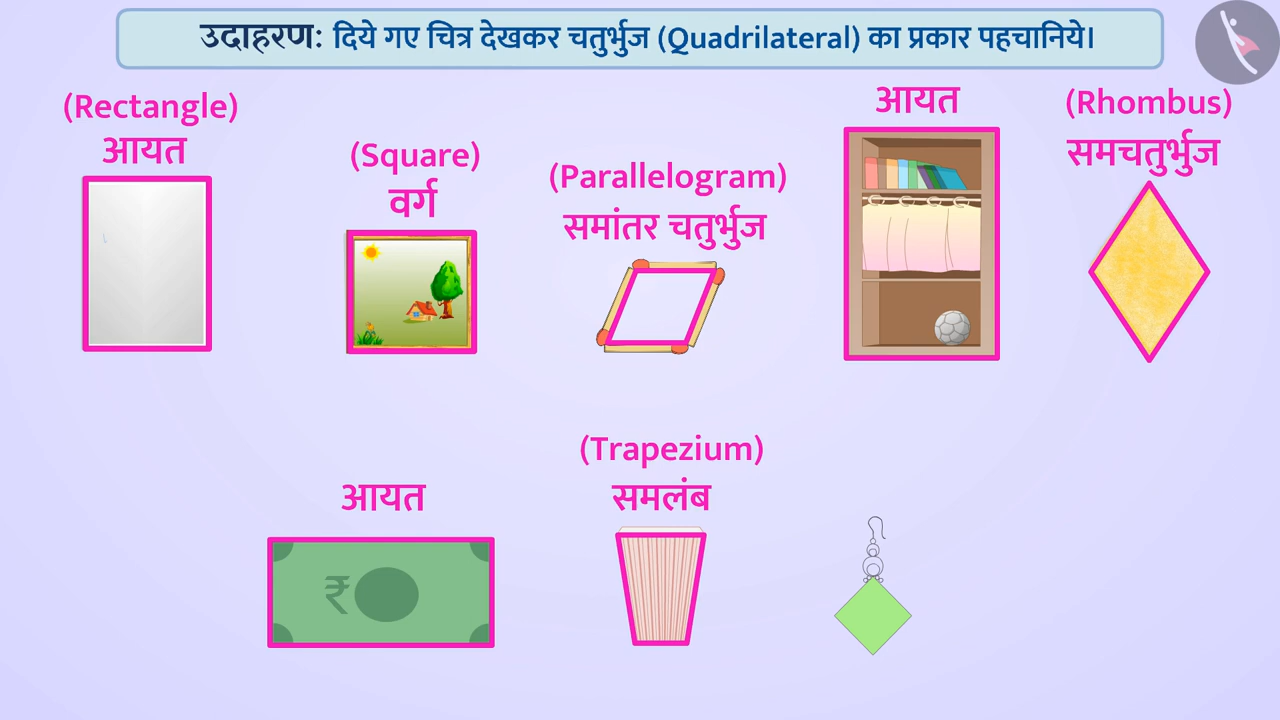 उदाहरण: दिये गए चित्र देखकर चतुर्भुज (Quadrilateral) का प्रकार पहचानिये।
(Rectangle)
आयत
(Square)
वर्ग
(Parallelogram)
समांतर चतुर्भुज
आयत
(Rhombus)
समचतुर्भुज
आयत
₹
(Trapezium)
समलंब